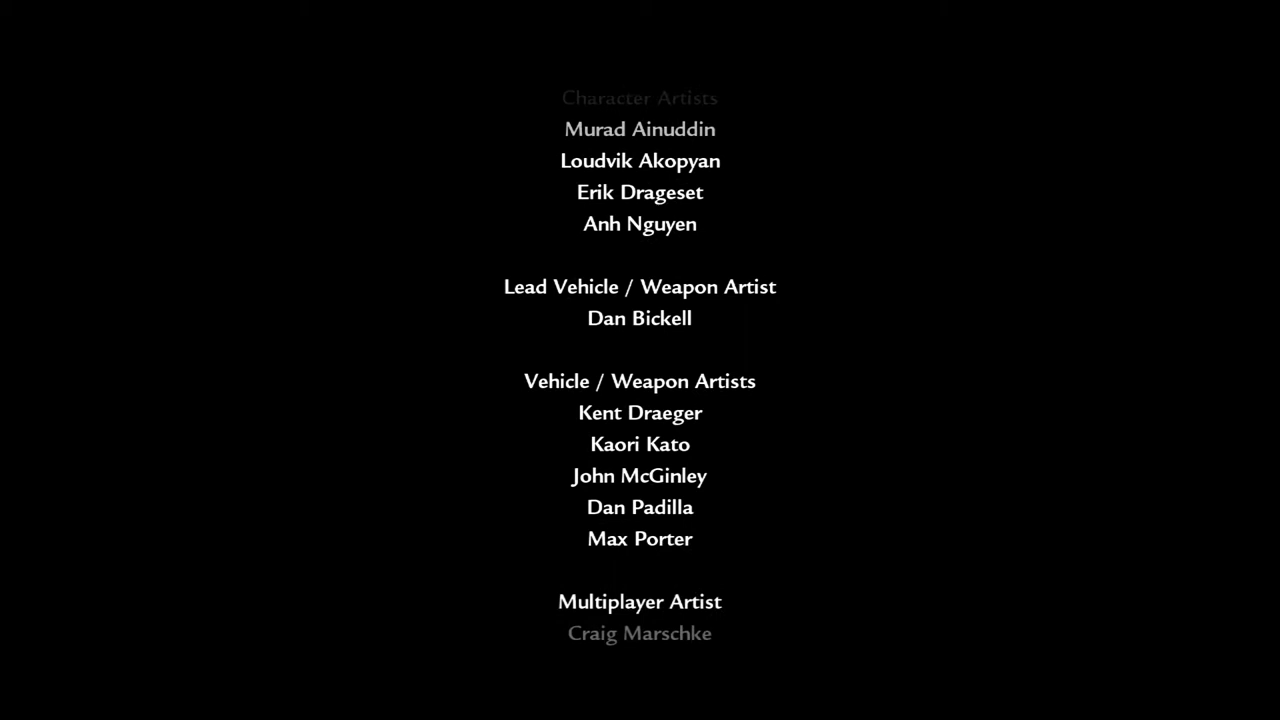 Character Artists
Murad Ainuddin
Loudvik Akopyan
Erik Drageset
Anh Nguyen
Lead Vehicle / Weapon Artist
Dan Bickell
Vehicle / Weapon Artists
Kent Draeger
Kaori Kato
John McGinley
Dan Padilla
Max Porter
Multiplayer Artist
Craig Marschke